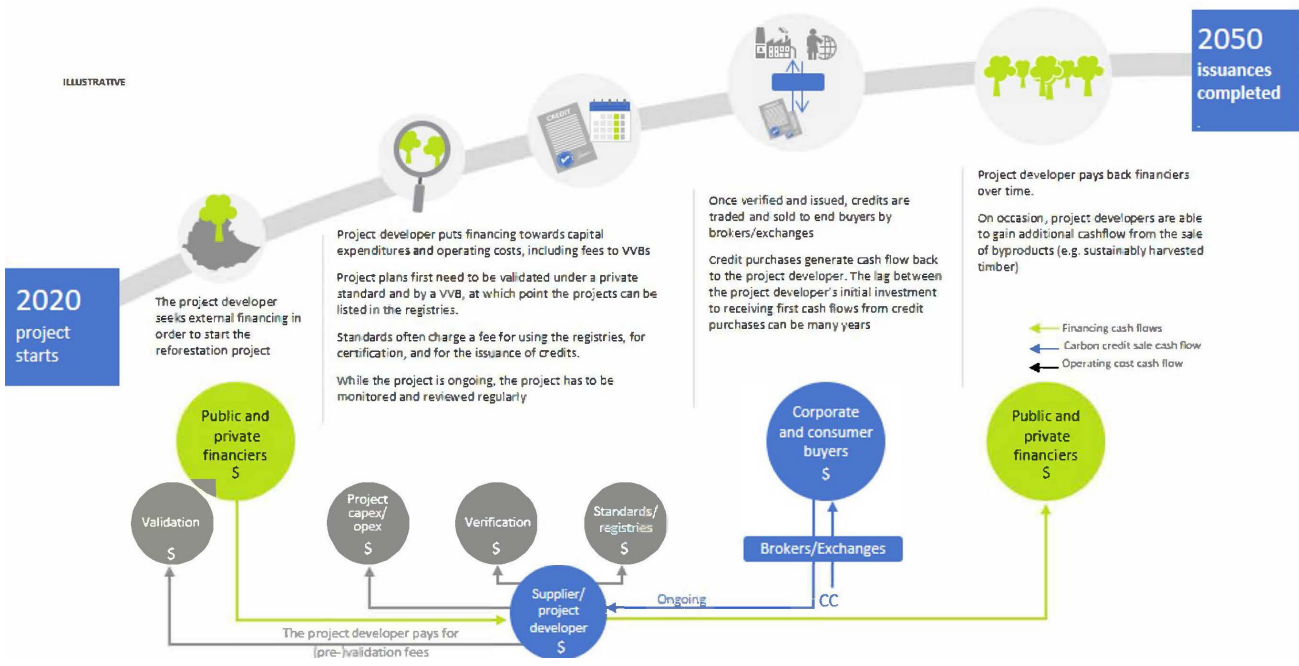 ILLUSTRATIVE
2020
project
starts
The project developer
seeks external financing in
order to start the
reforestation project
Project developer puts financing towards capital
expenditures and operating costs, including fees to VVBs
Project plans first need to be validated under a private
standard and by a VVB, at which point the projects can be
listed in the registries.
Standards often charge a fee for using the registries, for
certification, and for the issuance of credits.
While the project is ongoing, the project has to be
monitored and reviewed regularly
CREDIT
Once verified and issued, credits are
traded and sold to end buyers by
brokers/exchanges
Credit purchases generate cash flow back
to the project developer. The lag between
the project developer's initial investment
to receiving first cash flows from credit
purchases can be many years
Project developer pays back financiers
over time.
On occasion, project developers are able
to gain additional cashflow from the sale
of byproducts (e.g. sustainably harvested
timber)
2050
issuances
completed
Financing cash flows
Carbon credit sale cash flow
Operating cost cash flow
Public and
private
financiers
$
Corporate
and consumer
buyers
$
Public and
private
financiers
$
Validation
$
Project
capex/
opex
$
Verification
$
Standards/
registries
$
Brokers/Exchanges
Supplier/
project
developer
$
Ongoing
CC
The project developer pays for
(pre-)validation fees